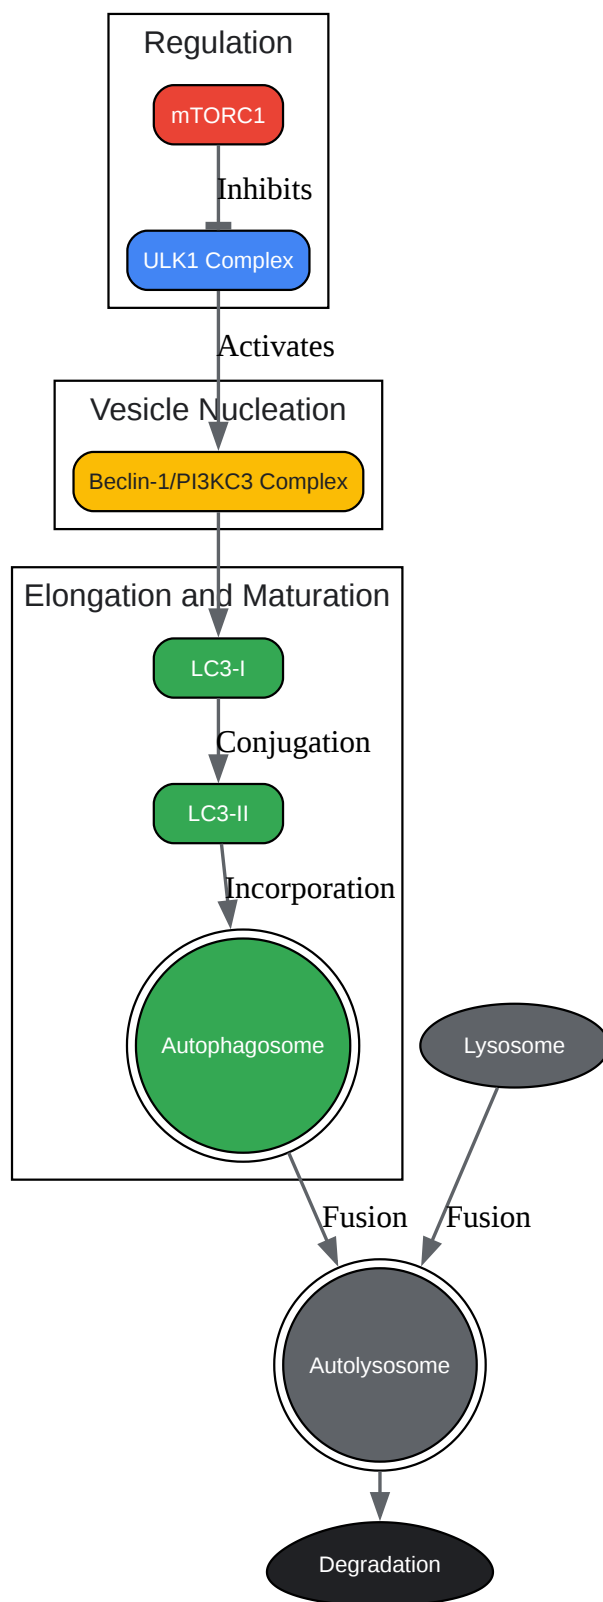 Regulation
mTORC1
Inhibits
ULK1 Complex
Activates
Vesicle Nucleation
Beclin-1/PI3KC3 Complex
Elongation and Maturation
LC3-I
Conjugation
LC3-II
Incorporation
Autophagosome
Lysosome
Fusion
Fusion
Autolysosome
Degradation